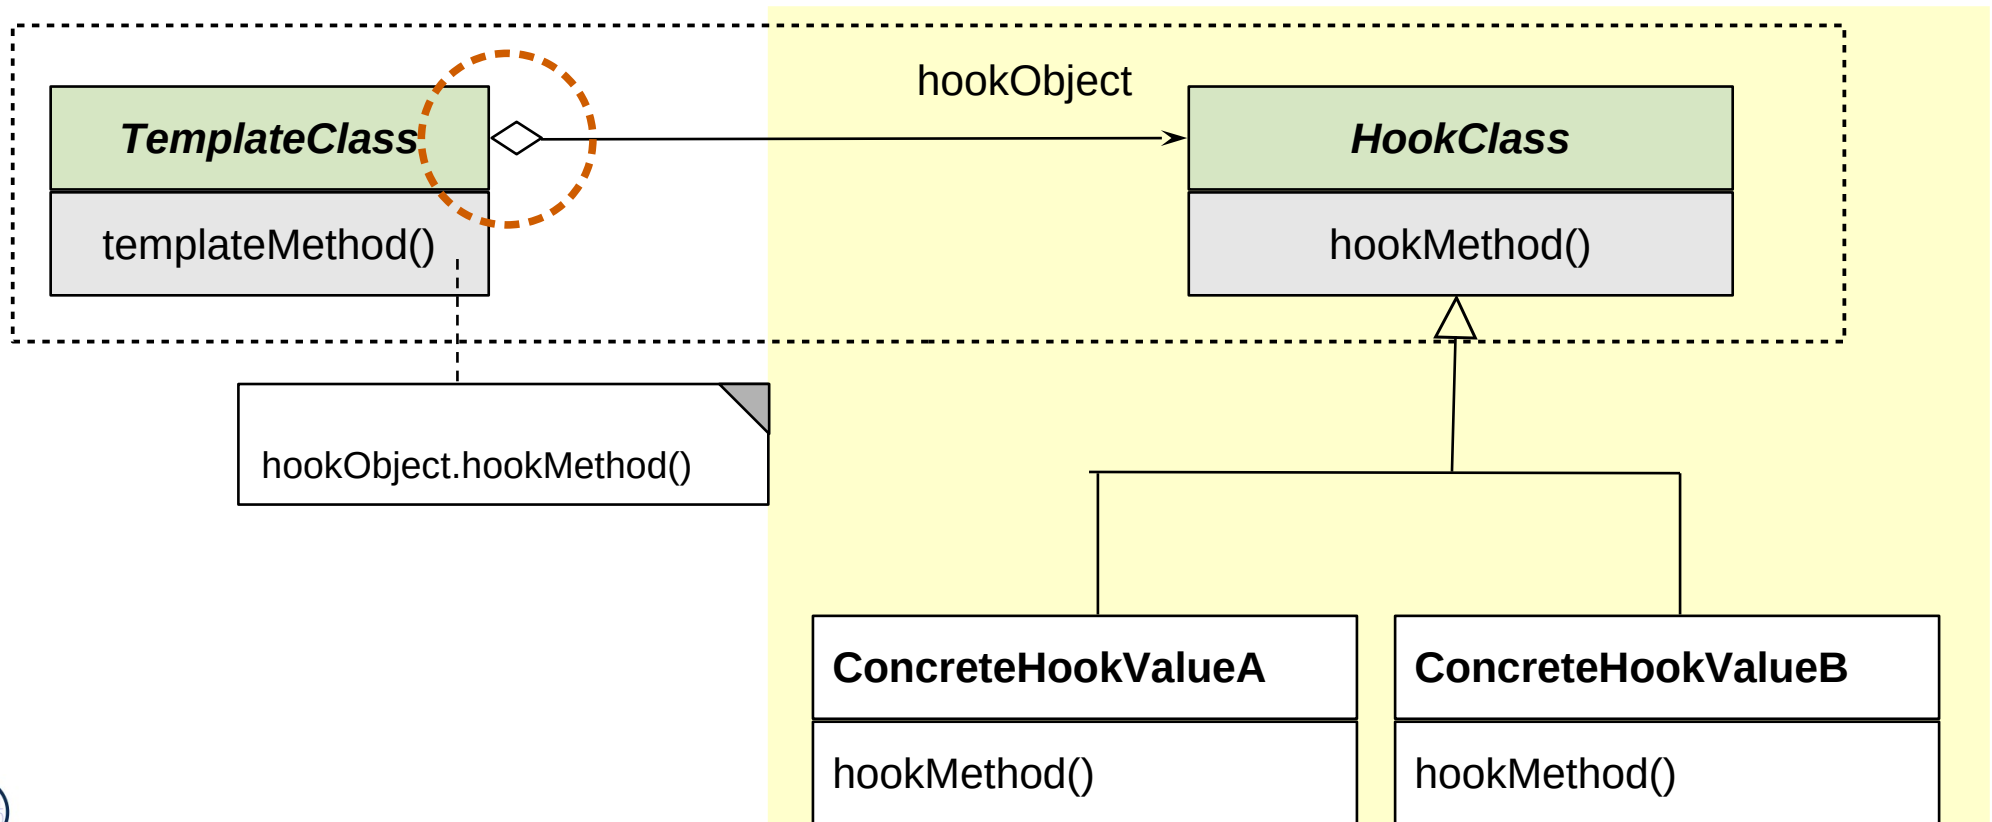 hookObject
TemplateClass
HookClass
templateMethod()
hookMethod()
hookObject.hookMethod()
ConcreteHookValueA
ConcreteHookValueB
hookMethod()
hookMethod()